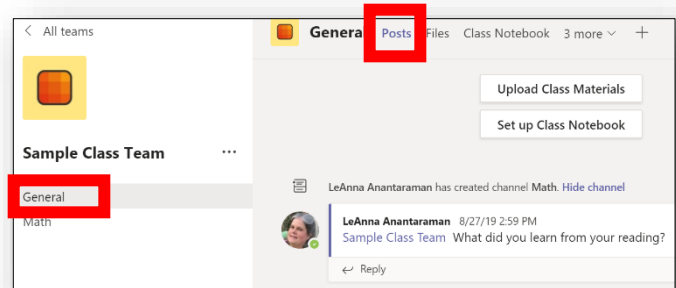 < All teams
General Posts Files Class Notebook 3 more +
Upload Class Materials
Set up Class Notebook
Sample Class Team ...
General
Math
LeAnna Anantaraman has created channel Math. Hide channel
LeAnna Anantaraman 8/27/19 2:59 PM
Sample Class Team What did you learn from your reading?
Reply